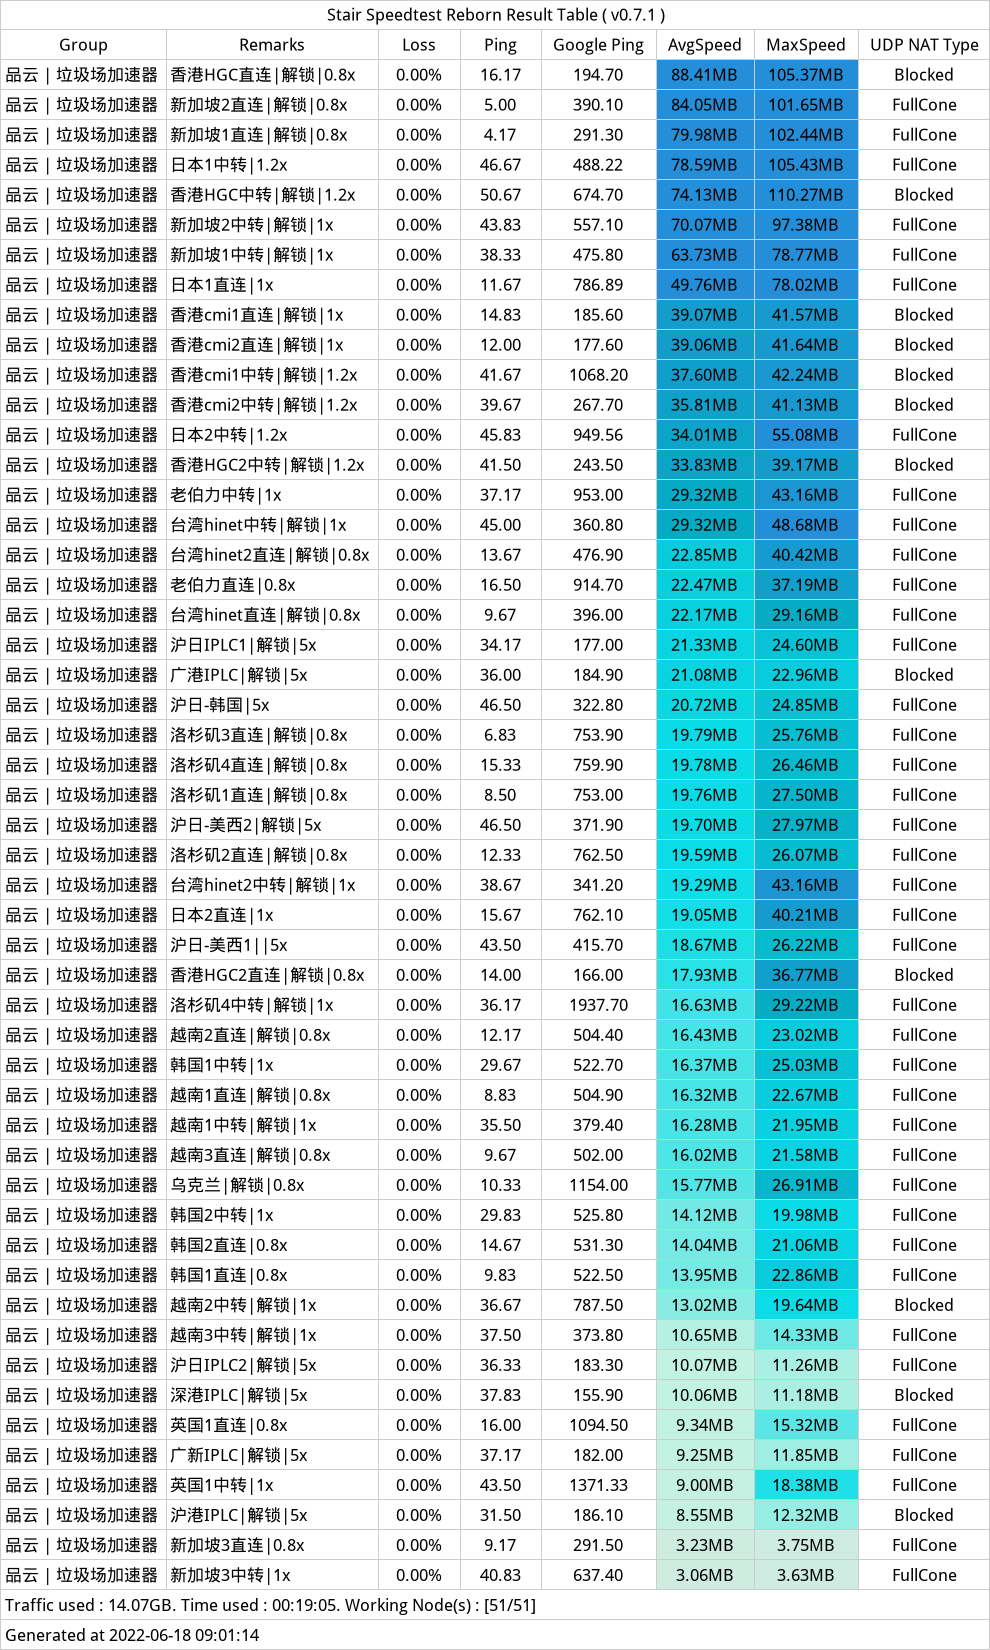 Stair Speedtest Reborn Result Table ( v0.7.1 )
Group Remarks Loss Ping Google Ping AvgSpeed MaxSpeed UDP NAT Type
品云 | 垃圾场加速器 香港HGC直连|解锁|0.8x 0.00% 16.17 194.70 88.41MB 105.37MB Blocked
品云 | 垃圾场加速器 新加坡2直连|解锁|0.8x 0.00% 5.00 390.10 84.05MB 101.65MB FullCone
品云 | 垃圾场加速器 新加坡1直连|解锁|0.8x 0.00% 4.17 291.30 79.98MB 102.44MB FullCone
品云 | 垃圾场加速器 日本1中转|1.2x 0.00% 46.67 488.22 78.59MB 105.43MB FullCone
品云 | 垃圾场加速器 香港HGC中转|解锁|1.2x 0.00% 50.67 674.70 74.13MB 110.27MB Blocked
品云 | 垃圾场加速器 新加坡2中转|解锁|1x 0.00% 43.83 557.10 70.07MB 97.38MB FullCone
品云 | 垃圾场加速器 新加坡1中转|解锁|1x 0.00% 38.33 475.80 63.73MB 78.77MB FullCone
品云 | 垃圾场加速器 日本1直连|1x 0.00% 11.67 786.89 49.76MB 78.02MB FullCone
品云 | 垃圾场加速器 香港cmi1直连|解锁|1x 0.00% 14.83 185.60 39.07MB 41.57MB Blocked
品云 | 垃圾场加速器 香港cmi2直连|解锁|1x 0.00% 12.00 177.60 39.06MB 41.64MB Blocked
品云 | 垃圾场加速器 香港cmi1中转|解锁|1.2x 0.00% 41.67 1068.20 37.60MB 42.24MB Blocked
品云 | 垃圾场加速器 香港cmi2中转|解锁|1.2x 0.00% 39.67 267.70 35.81MB 41.13MB Blocked
品云 | 垃圾场加速器 日本2中转|1.2x 0.00% 45.83 949.56 34.01MB 55.08MB FullCone
品云 | 垃圾场加速器 香港HGC2中转|解锁|1.2x 0.00% 41.50 243.50 33.83MB 39.17MB Blocked
品云 | 垃圾场加速器 老伯力中转|1x 0.00% 37.17 953.00 29.32MB 43.16MB FullCone
品云 | 垃圾场加速器 台湾hinet中转|解锁|1x 0.00% 45.00 360.80 29.32MB 48.68MB FullCone
品云 | 垃圾场加速器 台湾hinet2直连|解锁|0.8x 0.00% 13.67 476.90 22.85MB 40.42MB FullCone
品云 | 垃圾场加速器 老伯力直连|0.8x 0.00% 16.50 914.70 22.47MB 37.19MB FullCone
品云 | 垃圾场加速器 台湾hinet直连|解锁|0.8x 0.00% 9.67 396.00 22.17MB 29.16MB FullCone
品云 | 垃圾场加速器 沪日IPLC1|解锁|5x 0.00% 34.17 177.00 21.33MB 24.60MB FullCone
品云 | 垃圾场加速器 广港IPLC|解锁|5x 0.00% 36.00 184.90 21.08MB 22.96MB Blocked
品云 | 垃圾场加速器 沪日-韩国|5x 0.00% 46.50 322.80 20.72MB 24.85MB FullCone
品云 | 垃圾场加速器 洛杉矶3直连|解锁|0.8x 0.00% 6.83 753.90 19.79MB 25.76MB FullCone
品云 | 垃圾场加速器 洛杉矶4直连|解锁|0.8x 0.00% 15.33 759.90 19.78MB 26.46MB FullCone
品云 | 垃圾场加速器 洛杉矶1直连|解锁|0.8x 0.00% 8.50 753.00 19.76MB 27.50MB FullCone
品云 | 垃圾场加速器 沪日-美西2|解锁|5x 0.00% 46.50 371.90 19.70MB 27.97MB FullCone
品云 | 垃圾场加速器 洛杉矶2直连|解锁|0.8x 0.00% 12.33 762.50 19.59MB 26.07MB FullCone
品云 | 垃圾场加速器 台湾hinet2中转|解锁|1x 0.00% 38.67 341.20 19.29MB 43.16MB FullCone
品云 | 垃圾场加速器 日本2直连|1x 0.00% 15.67 762.10 19.05MB 40.21MB FullCone
品云 | 垃圾场加速器 沪日-美西1||5x 0.00% 43.50 415.70 18.67MB 26.22MB FullCone
品云 | 垃圾场加速器 香港HGC2直连|解锁|0.8x 0.00% 14.00 166.00 17.93MB 36.77MB Blocked
品云 | 垃圾场加速器 洛杉矶4中转|解锁|1x 0.00% 36.17 1937.70 16.63MB 29.22MB FullCone
品云 | 垃圾场加速器 越南2直连|解锁|0.8x 0.00% 12.17 504.40 16.43MB 23.02MB FullCone
品云 | 垃圾场加速器 韩国1中转|1x 0.00% 29.67 522.70 16.37MB 25.03MB FullCone
品云 | 垃圾场加速器 越南1直连|解锁|0.8x 0.00% 8.83 504.90 16.32MB 22.67MB FullCone
品云 | 垃圾场加速器 越南1中转|解锁|1x 0.00% 35.50 379.40 16.28MB 21.95MB FullCone
品云 | 垃圾场加速器 越南3直连|解锁|0.8x 0.00% 9.67 502.00 16.02MB 21.58MB FullCone
品云 | 垃圾场加速器 乌克兰|解锁|0.8x 0.00% 10.33 1154.00 15.77MB 26.91MB FullCone
品云 | 垃圾场加速器 韩国2中转|1x 0.00% 29.83 525.80 14.12MB 19.98MB FullCone
品云 | 垃圾场加速器 韩国2直连|0.8x 0.00% 14.67 531.30 14.04MB 21.06MB FullCone
品云 | 垃圾场加速器 韩国1直连|0.8x 0.00% 9.83 522.50 13.95MB 22.86MB FullCone
品云 | 垃圾场加速器 越南2中转|解锁|1x 0.00% 36.67 787.50 13.02MB 19.64MB Blocked
品云 | 垃圾场加速器 越南3中转|解锁|1x 0.00% 37.50 373.80 10.65MB 14.33MB FullCone
品云 | 垃圾场加速器 沪日IPLC2|解锁|5x 0.00% 36.33 183.30 10.07MB 11.26MB FullCone
品云 | 垃圾场加速器 深港IPLC|解锁|5x 0.00% 37.83 155.90 10.06MB 11.18MB Blocked
品云 | 垃圾场加速器 英国1直连|0.8x 0.00% 16.00 1094.50 9.34MB 15.32MB FullCone
品云 | 垃圾场加速器 广新IPLC|解锁|5x 0.00% 37.17 182.00 9.25MB 11.85MB FullCone
品云 | 垃圾场加速器 英国1中转|1x 0.00% 43.50 1371.33 9.00MB 18.38MB FullCone
品云 | 垃圾场加速器 沪港IPLC|解锁|5x 0.00% 31.50 186.10 8.55MB 12.32MB Blocked
品云 | 垃圾场加速器 新加坡3直连|解锁|0.8x 0.00% 9.17 291.50 3.23MB 3.75MB FullCone
品云 | 垃圾场加速器 新加坡3中转|解锁|1x 0.00% 40.83 637.40 3.06MB 3.63MB FullCone
Traffic used : 14.07GB. Time used : 00:19:05. Working Node(s) : [51/51]
Generated at 2022-06-18 09:01:14